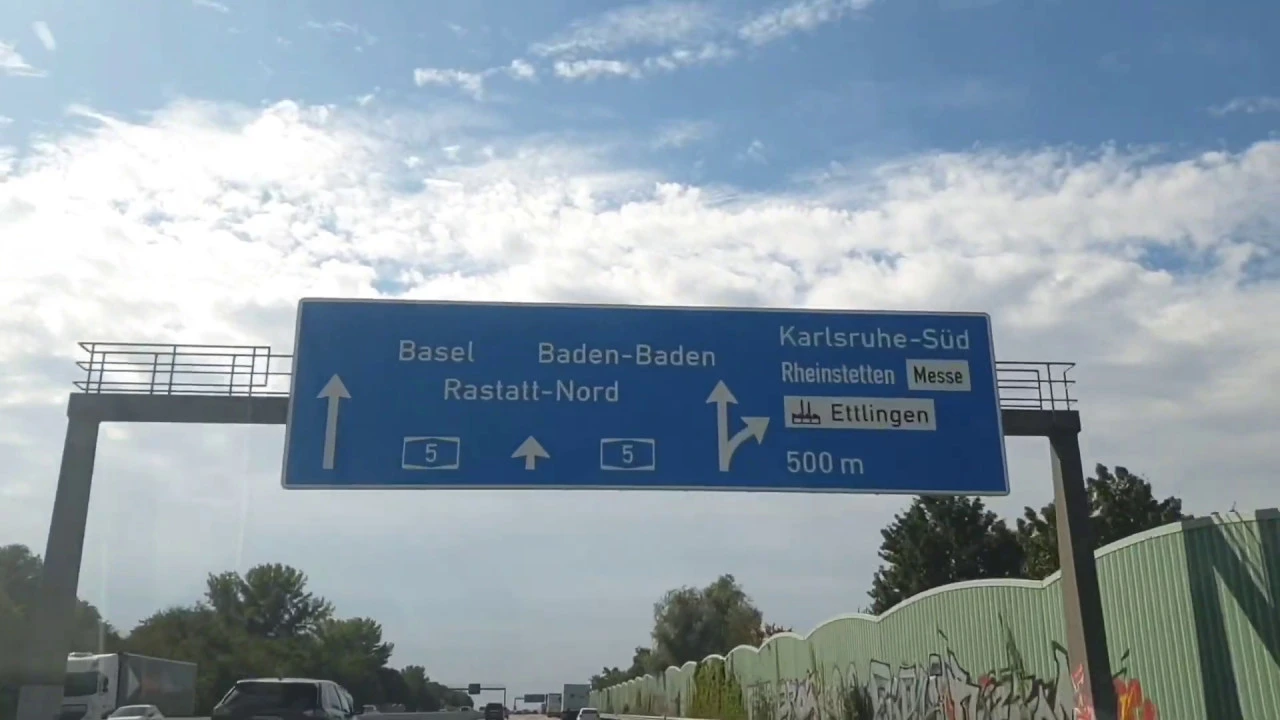 Basel Baden-Baden
Rastatt-Nord
5 5
Karlsruhe-Süd
Rheinstetten Messe
Ettlingen
500 m